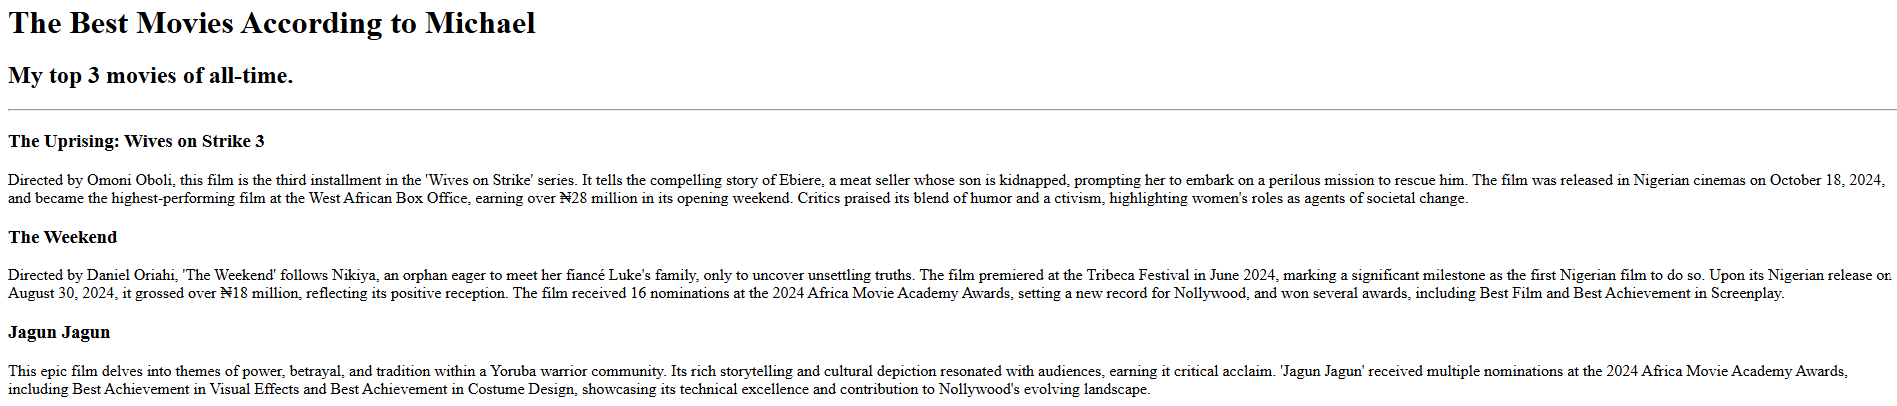 The Best Movies According to Michael
My top 3 movies of all-time.
The Uprising: Wives on Strike 3
Directed by Omoni Oboli, this film is the third installment in the 'Wives on Strike' series. It tells the compelling story of Ebiere, a meat seller whose son is kidnapped, prompting her to embark on a perilous mission to rescue him. The film was released in Nigerian cinemas on October 18, 2024,
and became the highest-performing film at the West African Box Office, earning over ₦28 million in its opening weekend. Critics praised its blend of humor and a ctivism, highlighting women's roles as agents of societal change.
The Weekend
Directed by Daniel Oriahi, 'The Weekend' follows Nikiya, an orphan eager to meet her fiancé Luke's family, only to uncover unsettling truths. The film premiered at the Tribeca Festival in June 2024, marking a significant milestone as the first Nigerian film to do so. Upon its Nigerian release on
August 30, 2024, it grossed over ₦18 million, reflecting its positive reception. The film received 16 nominations at the 2024 Africa Movie Academy Awards, setting a new record for Nollywood, and won several awards, including Best Film and Best Achievement in Screenplay.
Jagun Jagun
This epic film delves into themes of power, betrayal, and tradition within a Yoruba warrior community. Its rich storytelling and cultural depiction resonated with audiences, earning it critical acclaim. 'Jagun Jagun' received multiple nominations at the 2024 Africa Movie Academy Awards,
including Best Achievement in Visual Effects and Best Achievement in Costume Design, showcasing its technical excellence and contribution to Nollywood's evolving landscape.